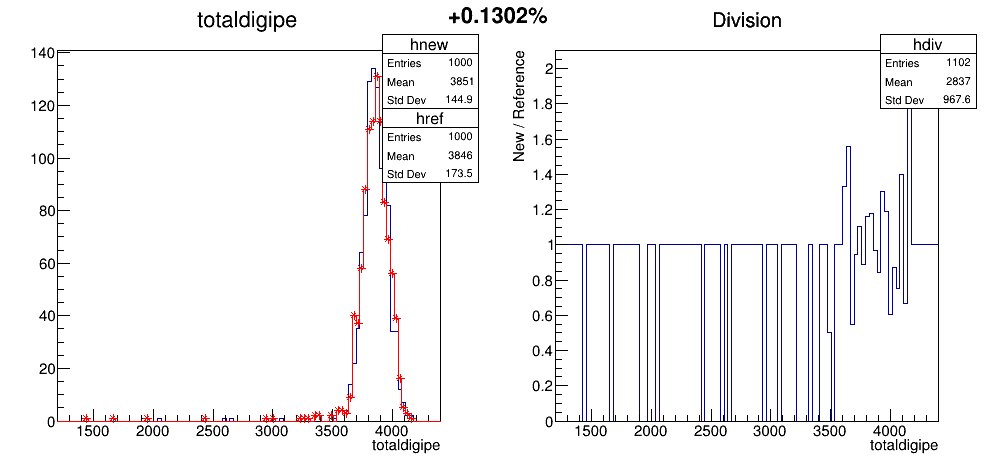 +0.1302%
totaldigipe
hnew
Entries 1000
Mean 3851
Std Dev 144.9
href
Entries 1000
Mean 3846
Std Dev 173.5
140
120
100
80
60
40
20
0
1500 2000 2500 3000 3500 4000
totaldigipe
Division
hdiv
Entries 1102
Mean 2837
Std Dev 967.6
New / Reference
2
1.8
1.6
1.4
1.2
1
0.8
0.6
0.4
0.2
0
1500 2000 2500 3000 3500 4000
totaldigipe